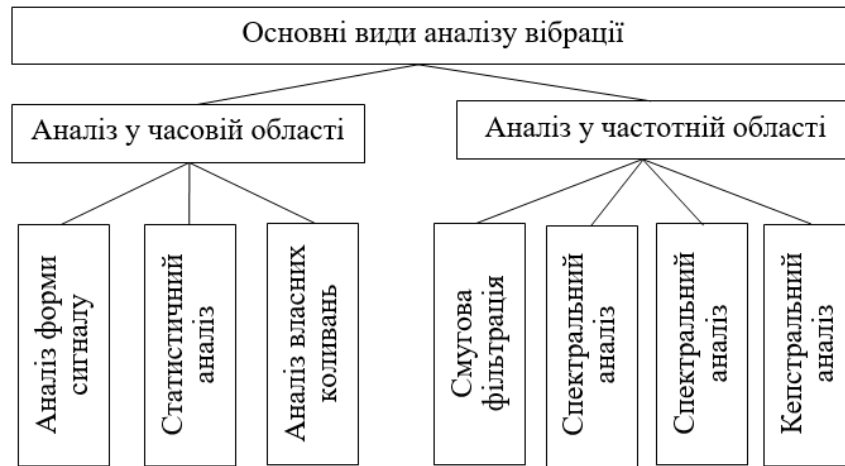 Основні види аналізу вібрації
Аналіз у часовій області
Аналіз у частотній області
Аналіз форми
сигналу
Статистичний
аналіз
Аналіз власних
коливань
Смугова
фільтрація
Спектральний
аналіз
Спектральний
аналіз
Кепстральний
аналіз